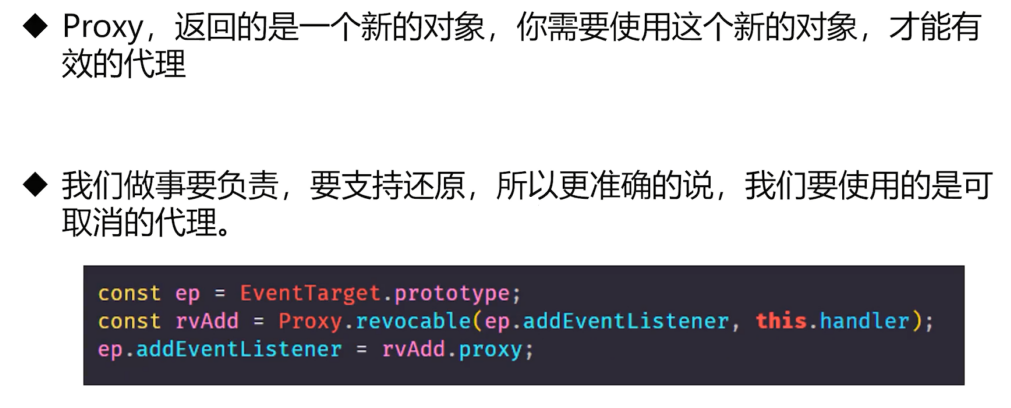 ◆ Proxy，返回的是一个新的对象，你需要使用这个新的对象，才能有
效的代理
◆ 我们做事要负责，要支持还原，所以更准确的说，我们要使用的是可
取消的代理。
const ep = EventTarget.prototype;
const rvAdd = Proxy.revocable(ep.addEventListener, this.handler);
ep.addEventListener = rvAdd.proxy;